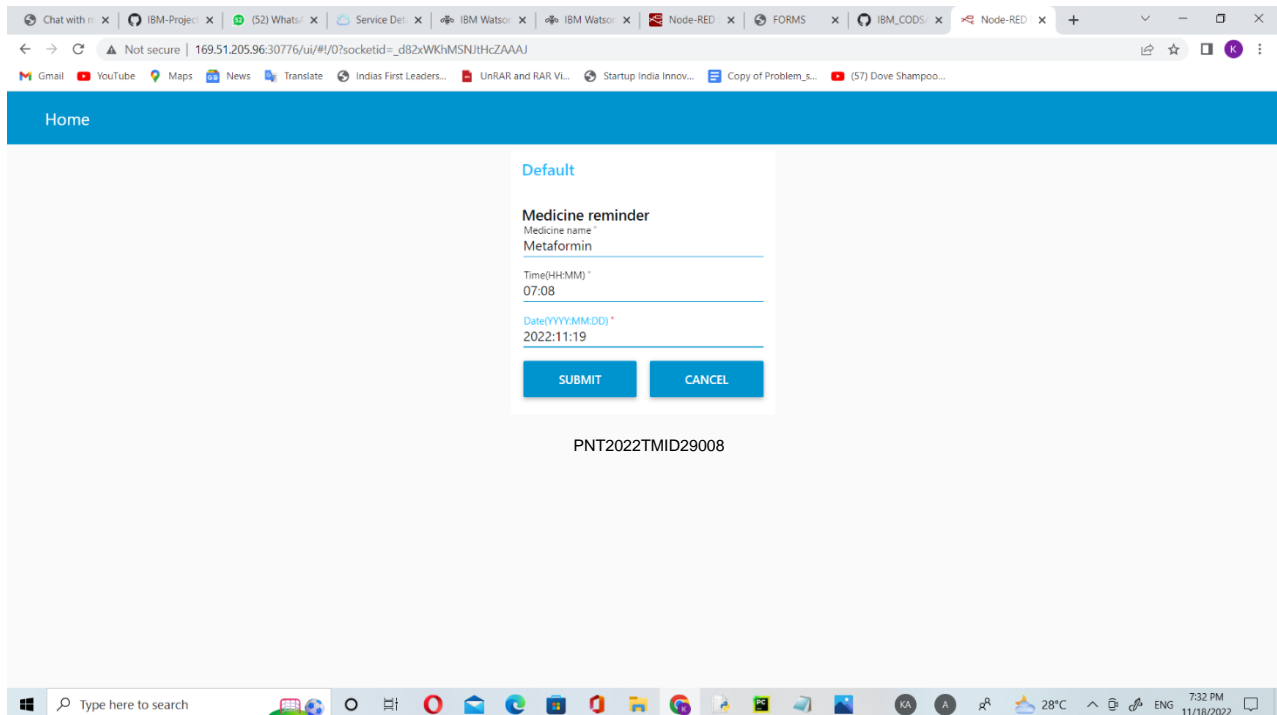 Chat with m
IBM-Project
(52) WhatsA
Service Deta
IBM Watson
IBM Watson
Node-RED :
FORMS
IBM_CODS/
Node-RED
Not secure | 169.51.205.96:30776/ui/#!/0?socketid=_d82xWKhMSNJtHcZAAAJ
K
Gmail YouTube Maps News Translate Indias First Leaders... UnRAR and RAR Vi... Startup India Innov... Copy of Problem_s... (57) Dove Shampoo...
Home
Default
Medicine reminder
Medicine name *
Metaformin
Time(HH:MM) *
07:08
Date(YYYY:MM:DD) *
2022:11:19
SUBMIT CANCEL
PNT2022TMID29008
Type here to search
KA
A
28°C
ENG
7:32 PM
11/18/2022